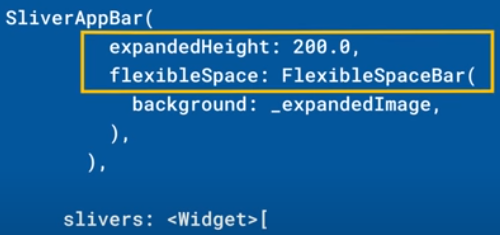 SliverAppBar(
expandedHeight: 200.0,
flexibleSpace: FlexibleSpaceBar(
background: _expandedImage,
),
),
slivers: <Widget>[